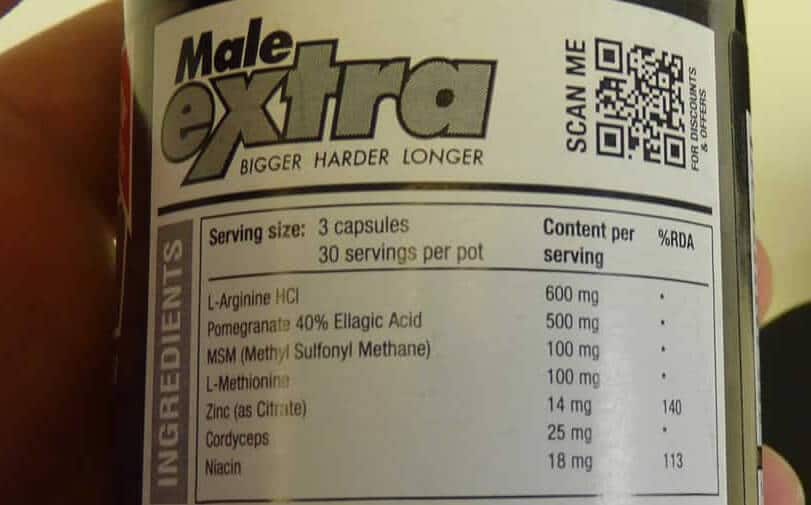 Male
extra
BIGGER HARDER LONGER
SCAN ME
FOR DISCOUNTS
& OFFERS
INGREDIENTS
Serving size: 3 capsules
30 servings per pot
Content per
serving
%RDA
L-Arginine HCl 600 mg *
Pomegranate 40% Ellagic Acid 500 mg *
MSM (Methyl Sulfonyl Methane) 100 mg *
L-Methionine 100 mg *
Zinc (as Citrate) 14 mg 140
Cordyceps 25 mg *
Niacin 18 mg 113